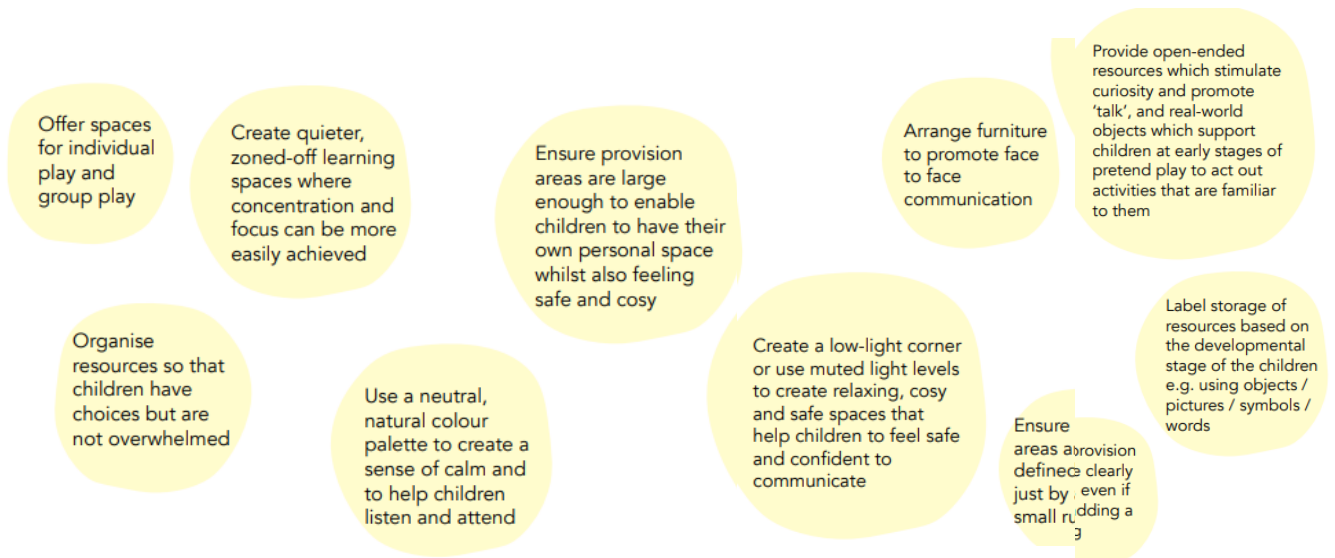 Offer spaces
for individual
play and
group play
Create quieter,
zoned-off learning
spaces where
concentration and
focus can be more
easily achieved
Ensure provision
areas are large
enough to enable
children to have their
own personal space
whilst also feeling
safe and cosy
Arrange furniture
to promote face
to face
communication
Provide open-ended
resources which stimulate
curiosity and promote
‘talk’, and real-world
objects which support
children at early stages of
pretend play to act out
activities that are familiar
to them
Organise
resources so that
children have
choices but are
not overwhelmed
Use a neutral,
natural colour
palette to create a
sense of calm and
to help children
listen and attend
Create a low-light corner
or use muted light levels
to create relaxing, cosy
and safe spaces that
help children to feel safe
and confident to
communicate
Ensure
areas provision
clearly
just by even if
small a
Label storage of
resources based on
the developmental
stage of the children
e.g. using objects /
pictures / symbols /
words